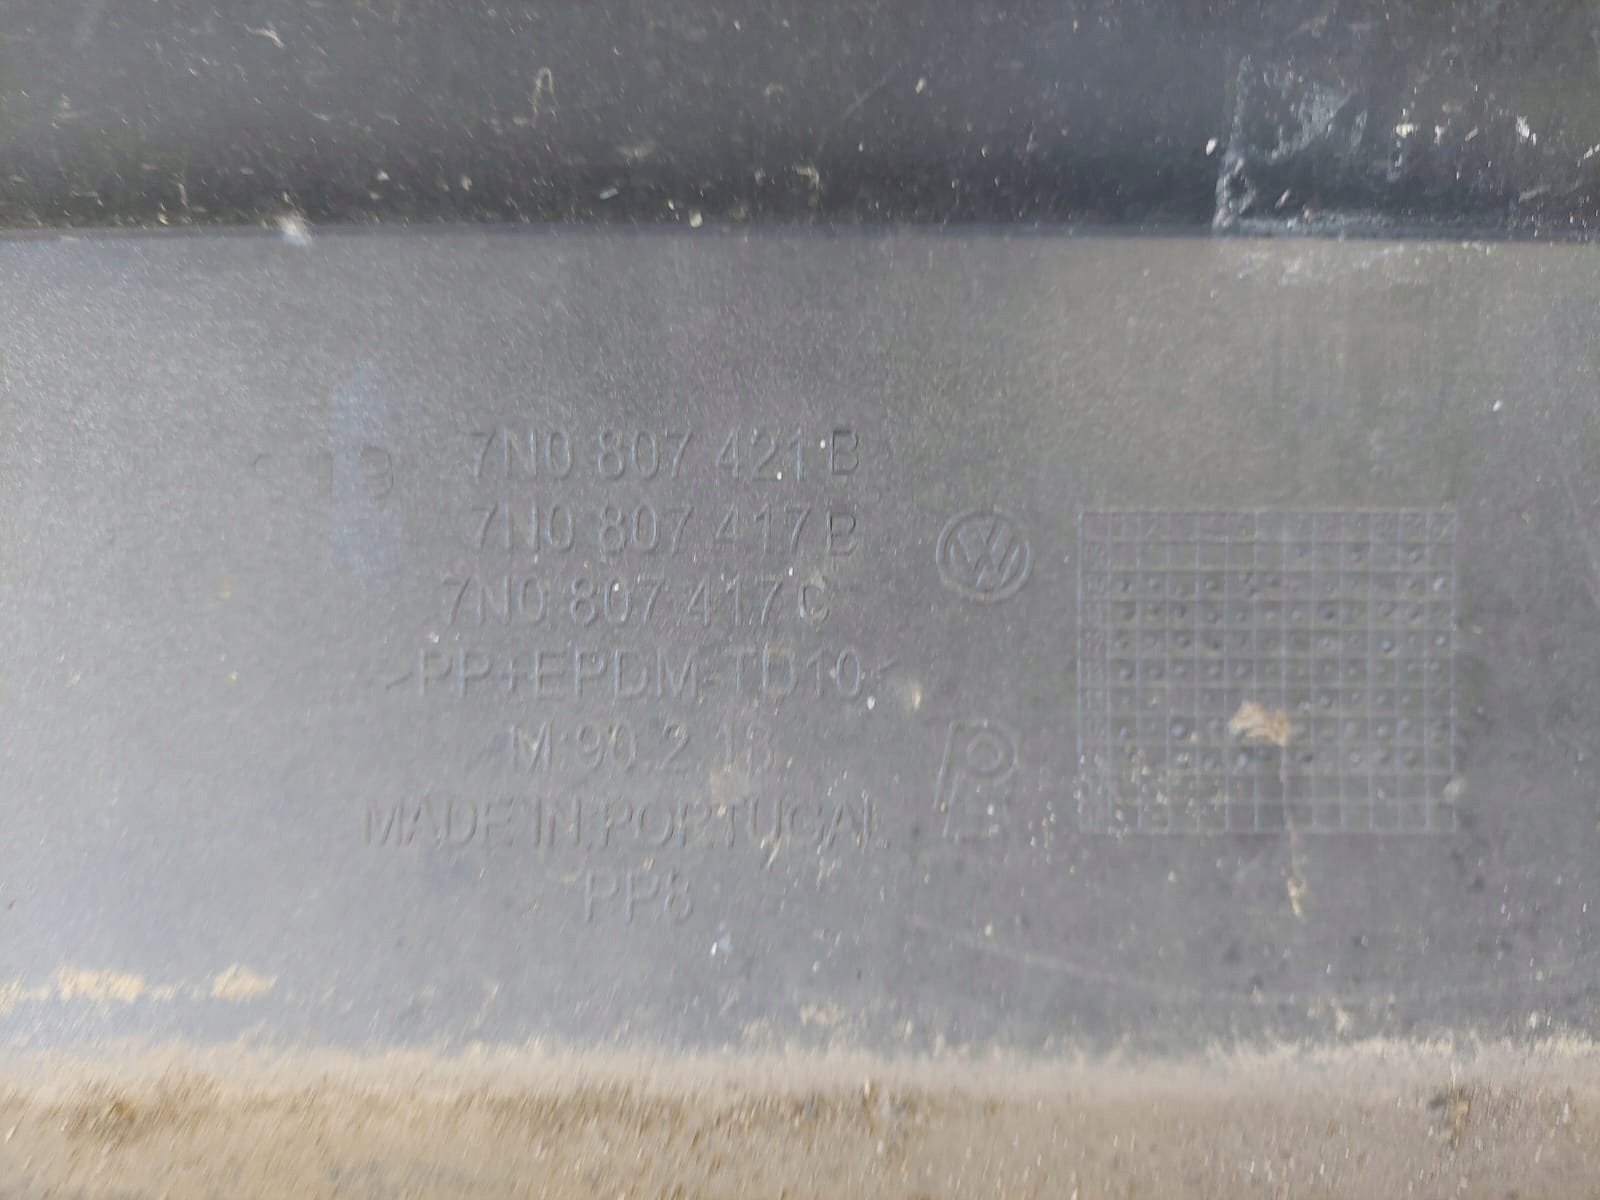 7N0 807 421 B
7N0 807 417 B
7N0 807 417 C
>PP+EPDM-TD10<
MADE IN PORTUGAL
PP8